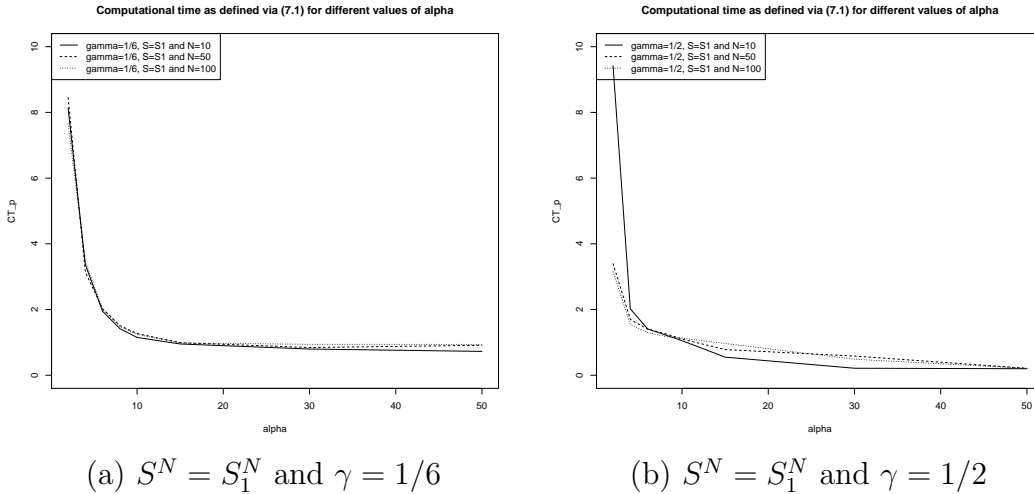 Computational time as defined via (7.1) for different values of alpha
gamma=1/6, S=S1 and N=10
gamma=1/6, S=S1 and N=50
gamma=1/6, S=S1 and N=100
CT_p
10
8
6
4
2
0
10 20 30 40 50
alpha
(a) S^N = S_1^N and γ = 1/6
Computational time as defined via (7.1) for different values of alpha
gamma=1/2, S=S1 and N=10
gamma=1/2, S=S1 and N=50
gamma=1/2, S=S1 and N=100
CT_p
10
8
6
4
2
0
10 20 30 40 50
alpha
(b) S^N = S_1^N and γ = 1/2